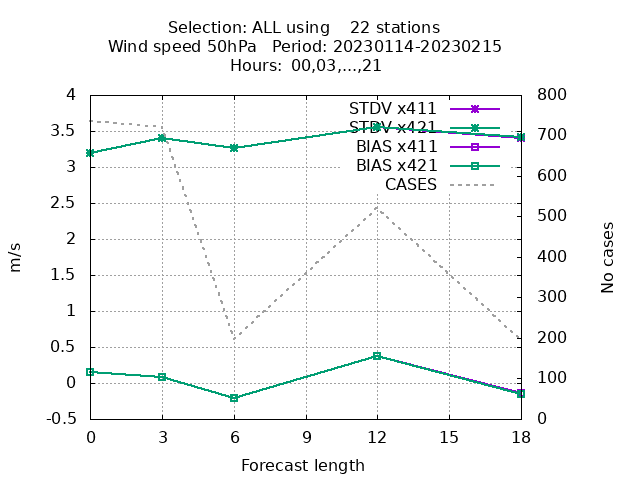 Selection: ALL using 22 stations
Wind speed 50hPa Period: 20230114-20230215
Hours: 00,03,...,21
4
3.5
3
2.5
2
1.5
1
0.5
0
-0.5
m/s
STDV x411
STDV x421
BIAS x411
BIAS x421
CASES
800
700
600
500
400
300
200
100
0
No cases
0 3 6 9 12 15 18
Forecast length